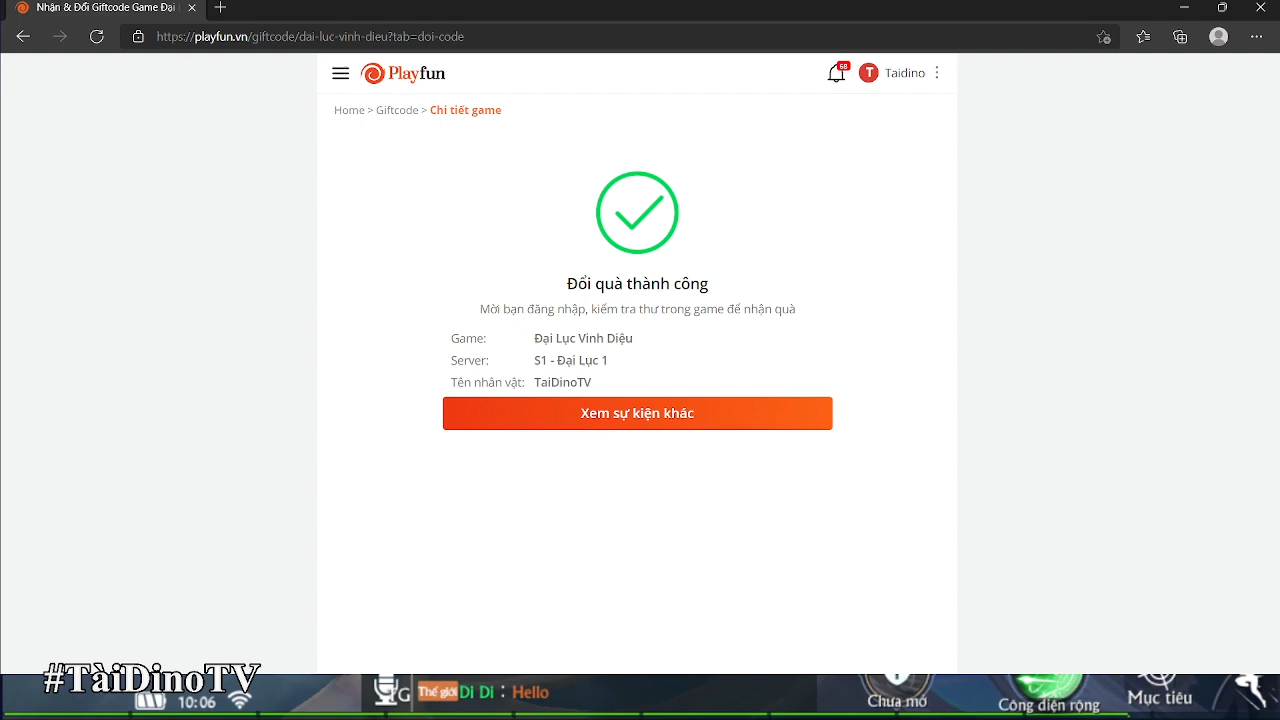 Nhận & Đổi Giftcode Game Đại
https://playfun.vn/giftcode/dai-luc-vinh-dieu?tab=doi-code
Playfun
68
T
Taidino
Home > Giftcode > Chi tiết game
Đổi quà thành công
Mời bạn đăng nhập, kiểm tra thư trong game để nhận quà
Game: Đại Lục Vinh Diệu
Server: S1 - Đại Lục 1
Tên nhân vật: TaiDinoTV
Xem sự kiện khác
#TàiDinoTV
10:06
Thế giới Di Di : Hello
Chưa mở
Công diện rộng
Mục tiêu